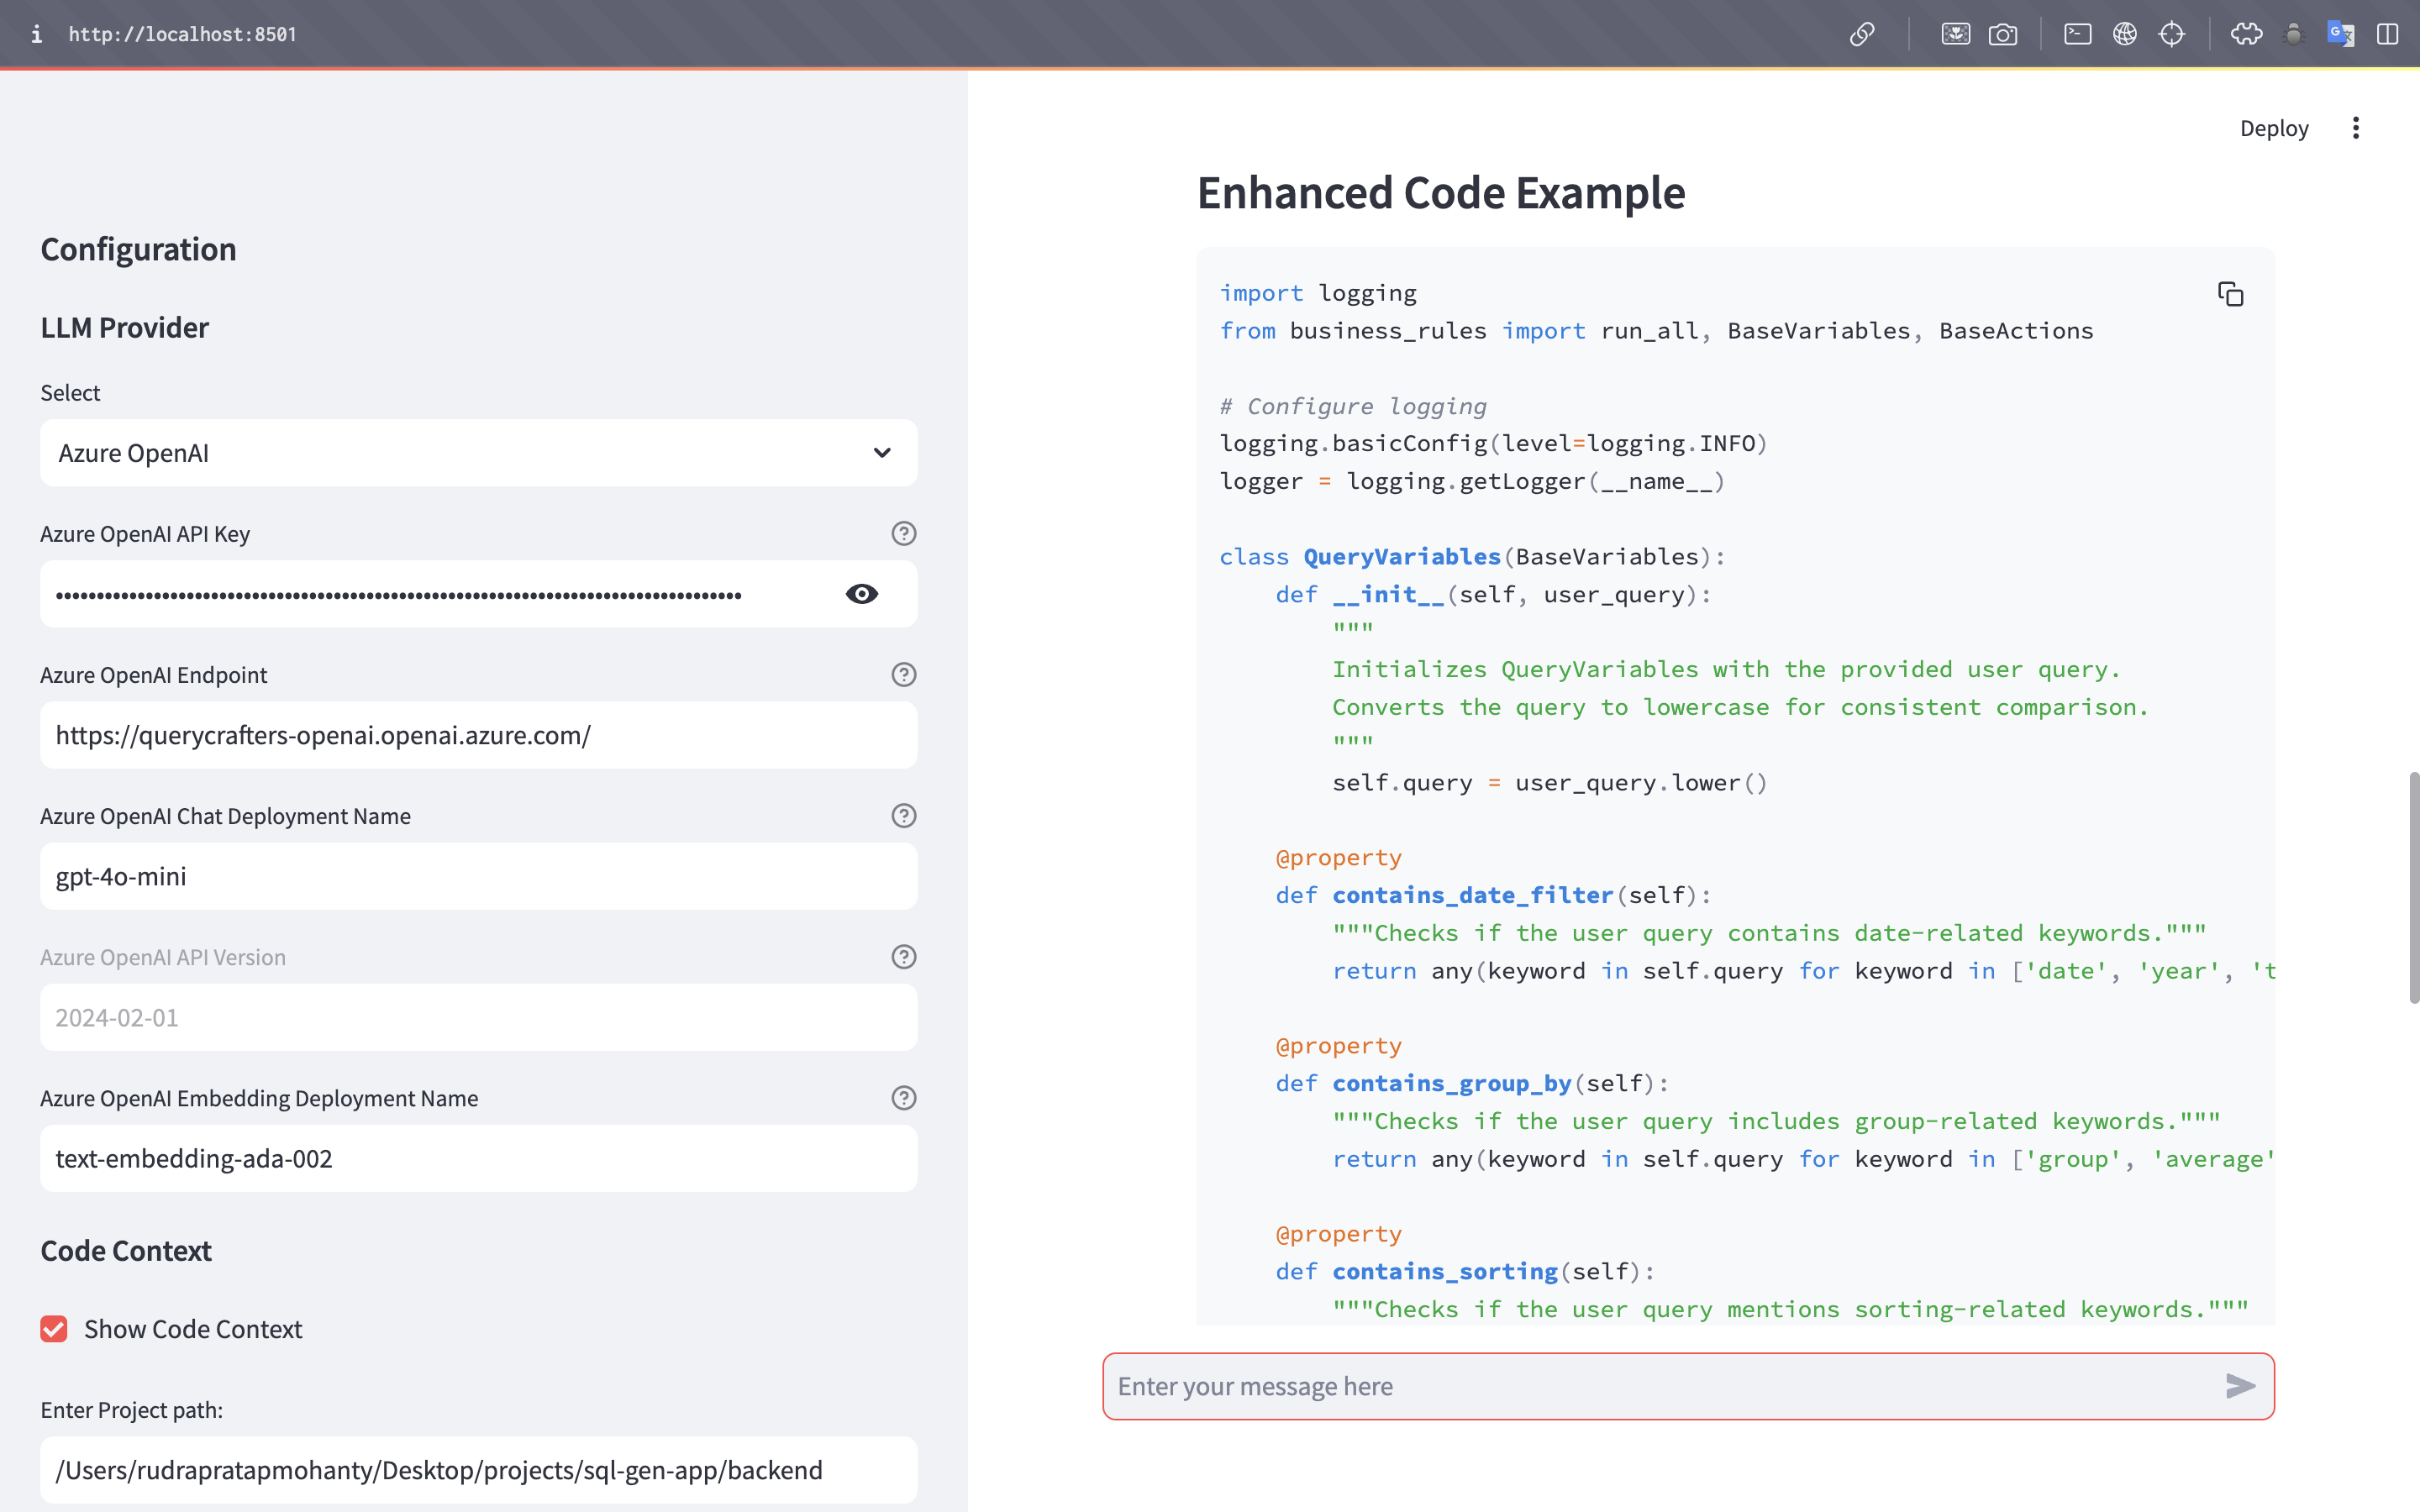 i http://localhost:8501
Deploy
Configuration
LLM Provider
Select
Azure OpenAI
Azure OpenAI API Key
Azure OpenAI Endpoint
https://querycrafters-openai.openai.azure.com/
Azure OpenAI Chat Deployment Name
gpt-4o-mini
Azure OpenAI API Version
2024-02-01
Azure OpenAI Embedding Deployment Name
text-embedding-ada-002
Code Context
Show Code Context
Enter Project path:
/Users/rudrapratapmohanty/Desktop/projects/sql-gen-app/backend
Enhanced Code Example
import logging
from business_rules import run_all, BaseVariables, BaseActions
# Configure logging
logging.basicConfig(level=logging.INFO)
logger = logging.getLogger(__name__)
class QueryVariables(BaseVariables):
    def __init__(self, user_query):
        """
        Initializes QueryVariables with the provided user query.
        Converts the query to lowercase for consistent comparison.
        """
        self.query = user_query.lower()
    @property
    def contains_date_filter(self):
        """Checks if the user query contains date-related keywords."""
        return any(keyword in self.query for keyword in ['date', 'year', 't
    @property
    def contains_group_by(self):
        """Checks if the user query includes group-related keywords."""
        return any(keyword in self.query for keyword in ['group', 'average'
    @property
    def contains_sorting(self):
        """Checks if the user query mentions sorting-related keywords."""
Enter your message here